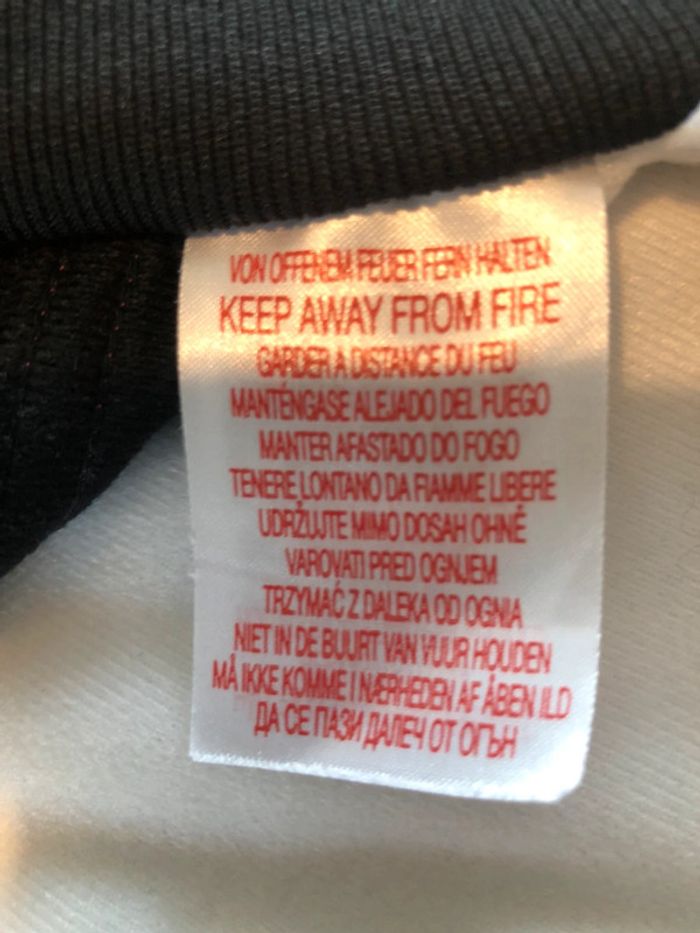 VON OFFENEM FEUER FERN HALTEN
KEEP AWAY FROM FIRE
GARDER A DISTANCE DU FEU
MANTÉNGASE ALEJADO DEL FUEGO
MANTER AFASTADO DO FOGO
TENERE LONTANO DA FIAMME LIBERE
UDRŽUJTE MIMO DOSAH OHNĚ
VAROVATI PRED OGNJEM
TRZYMAĆ Z DALEKA OD OGNIA
NIET IN DE BUURT VAN VUUR HOUDEN
MÅ IKKE KOMME I NÆRHEDEN AF ÅBEN ILD
ДА СЕ ПАЗИ ДАЛЕЧ ОТ ОГЪН